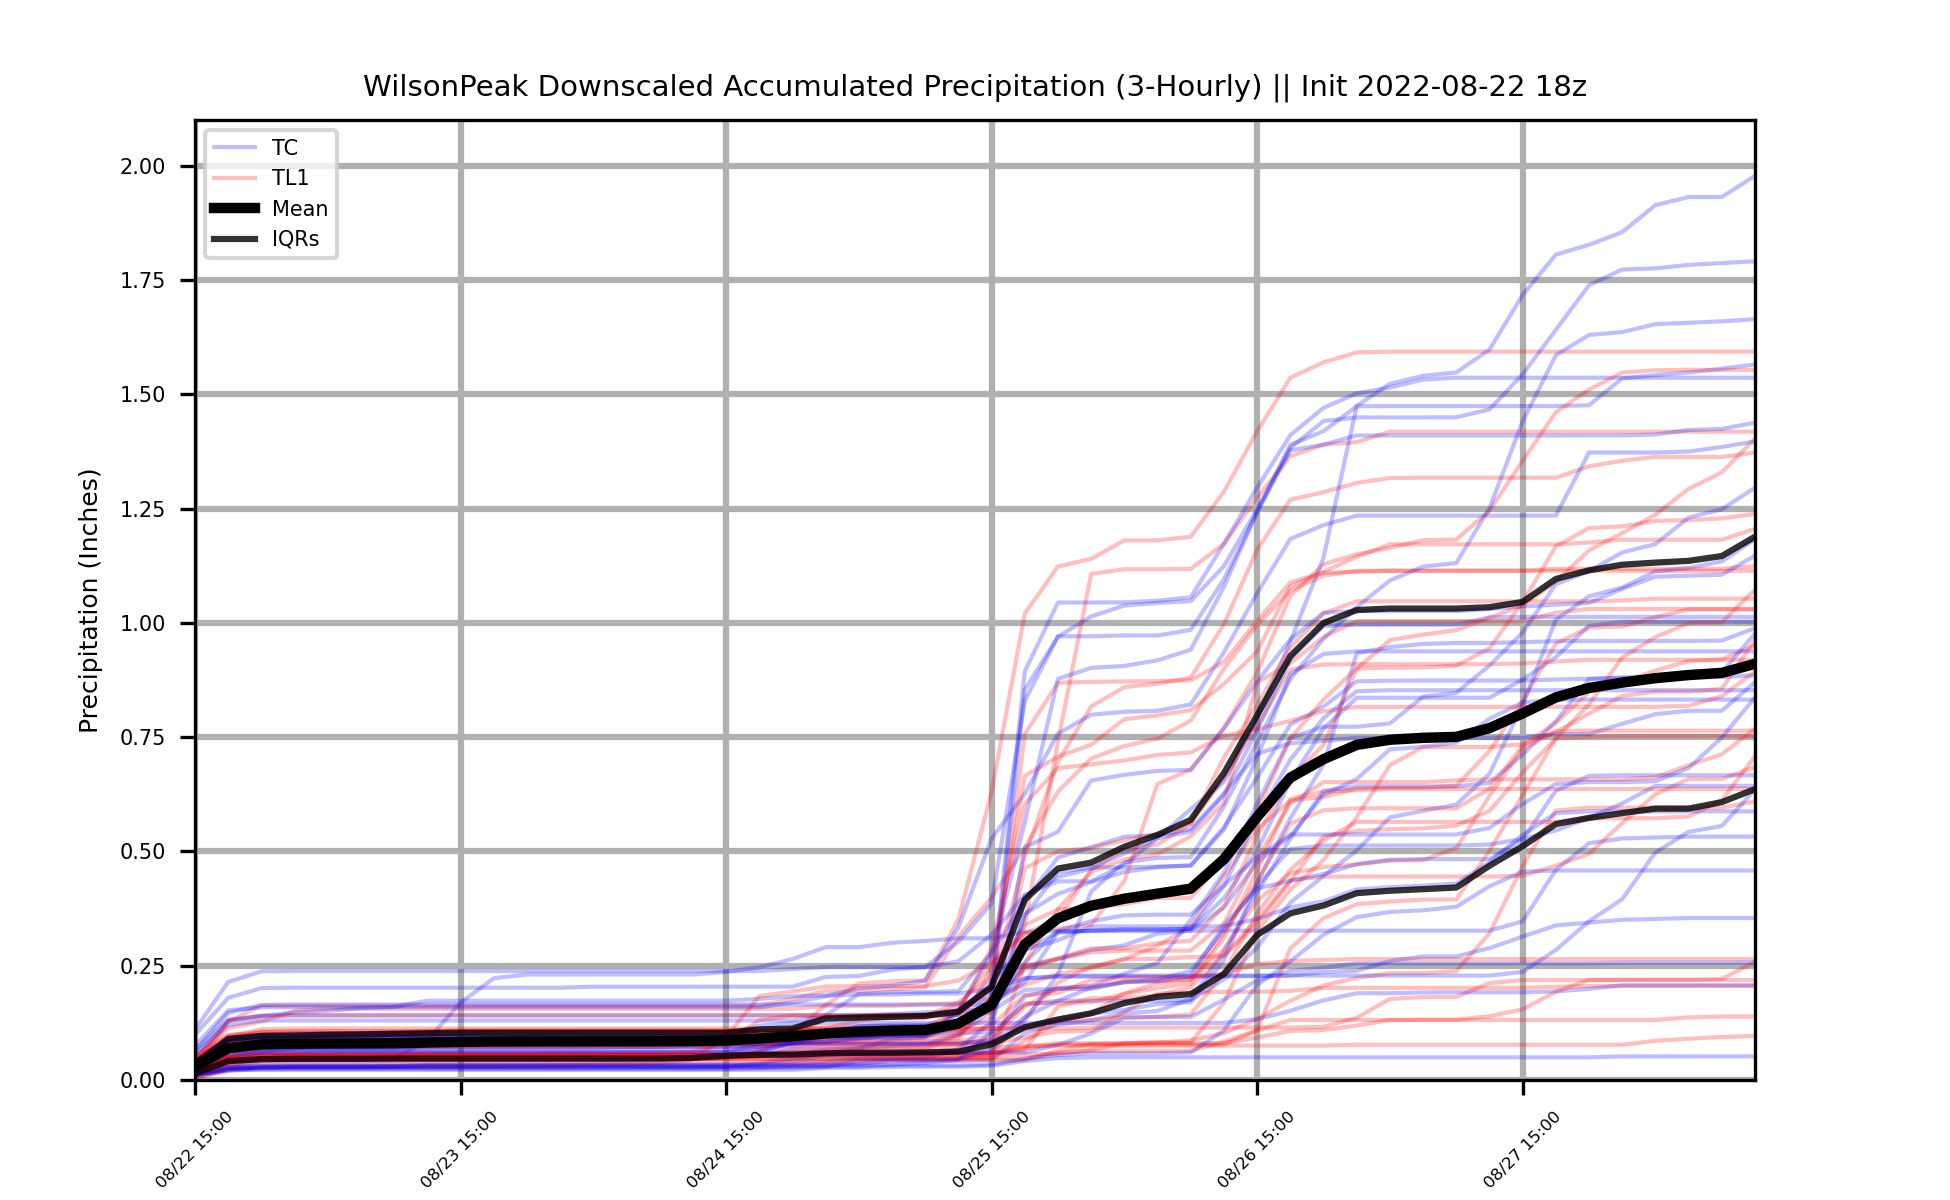 WilsonPeak Downscaled Accumulated Precipitation (3-Hourly) || Init 2022-08-22 18z
TC
TL1
Mean
IQRs
Precipitation (Inches)
2.00
1.75
1.50
1.25
1.00
0.75
0.50
0.25
0.00
08/22 15:00
08/23 15:00
08/24 15:00
08/25 15:00
08/26 15:00
08/27 15:00